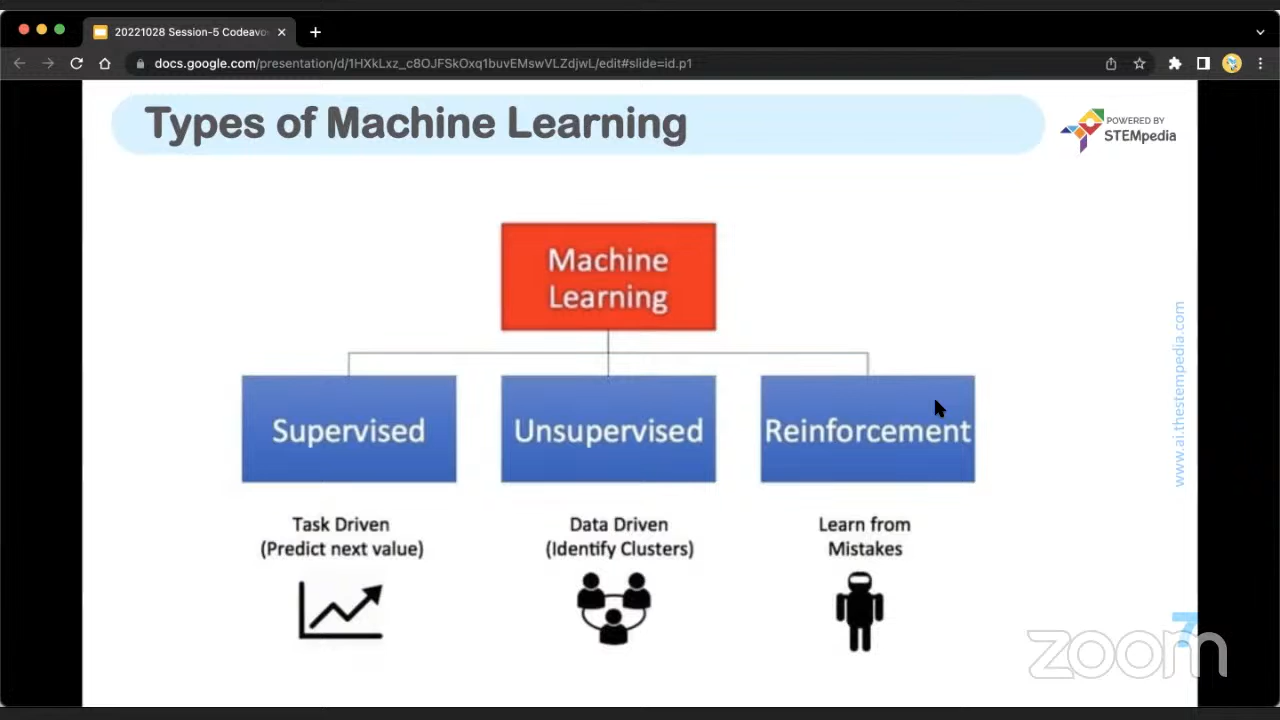 20221028 Session-5 Codeavo
docs.google.com/presentation/d/1HXkLxz_c8OJFSkOxq1buvEMswVLZdjwL/edit#slide=id.p1
Types of Machine Learning
POWERED BY
STEMpedia
Machine
Learning
Supervised
Unsupervised
Reinforcement
Task Driven
(Predict next value)
Data Driven
(Identify Clusters)
Learn from
Mistakes
www.ai.thestempedia.com
7
zoom